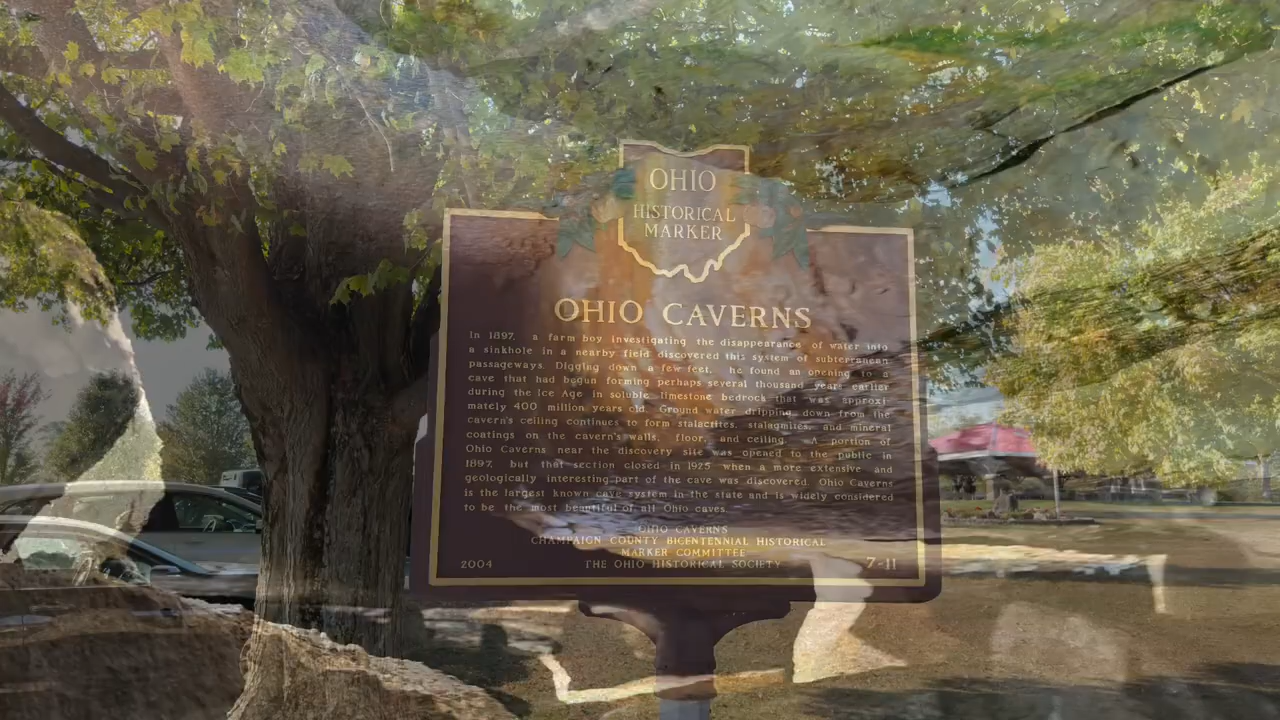 OHIO
HISTORICAL
MARKER
OHIO CAVERNS
In 1897, a farm boy investigating the disappearance of water into
a sinkhole in a nearby field discovered this system of subterranean
passageways. Digging down a few feet, he found an opening to a
cave that had begun forming perhaps several thousand years earlier
during the Ice Age in soluble limestone bedrock that was approxi-
mately 400 million years old. Ground water dripping down from the
cavern's ceiling continues to form stalactites, stalagmites, and mineral
coatings on the cavern's walls, floor, and ceiling. A portion of
Ohio Caverns near the discovery site was opened to the public in
1897, but that section closed in 1925 when a more extensive and
geologically interesting part of the cave was discovered. Ohio Caverns
is the largest known cave system in the state and is widely considered
to be the most beautiful of all Ohio caves.
OHIO CAVERNS
CHAMPAIGN COUNTY BICENTENNIAL HISTORICAL
MARKER COMMITTEE
2004 THE OHIO HISTORICAL SOCIETY 7-11